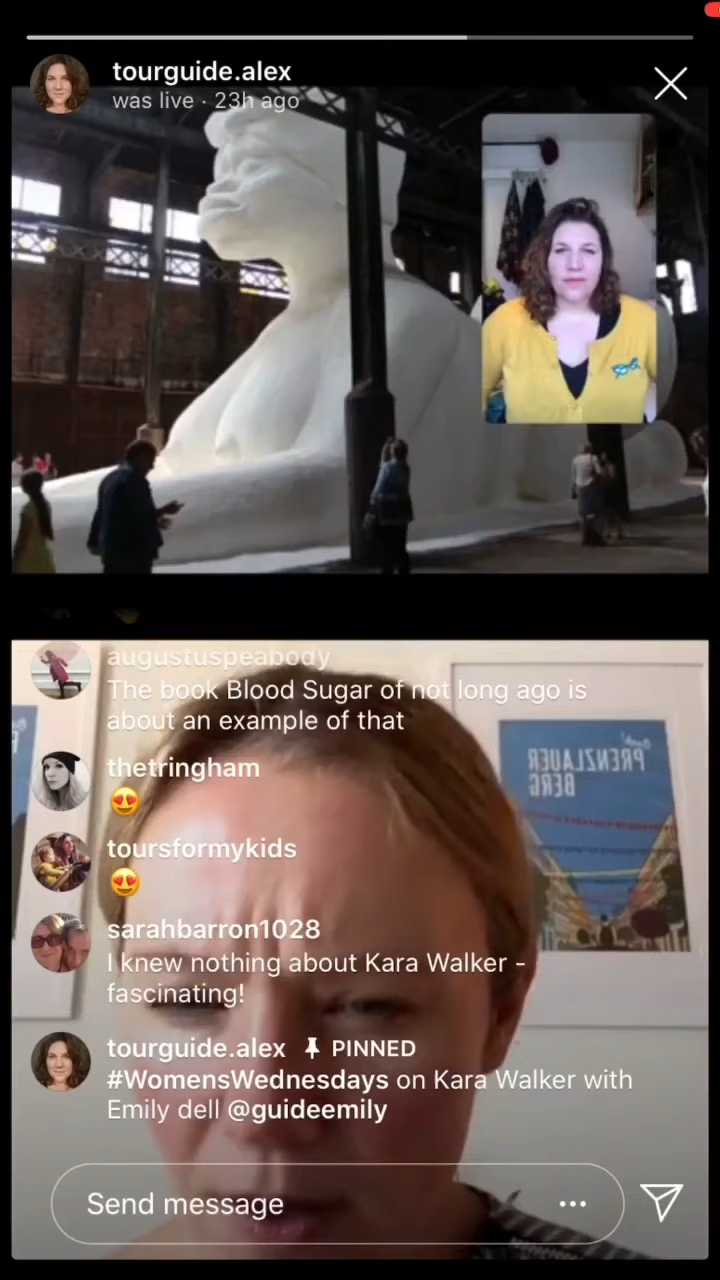 tourguide.alex
was live · 23h ago
augustuspeabody
The book Blood Sugar of not long ago is
about an example of that
PRENZLAUER
BERG
thetringham
😍
toursformykids
😍
sarahbarron1028
I knew nothing about Kara Walker -
fascinating!
tourguide.alex PINNED
#WomensWednesdays on Kara Walker with
Emily dell @guideemily
Send message